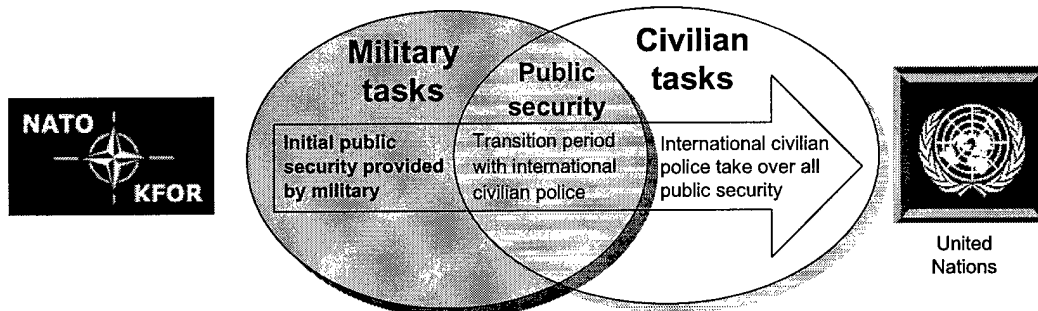 NATO
KFOR
Military
tasks
Public
security
Civilian
tasks
Initial public
security provided
by military
Transition period
with international
civilian police
International civilian
police take over all
public security
United
Nations